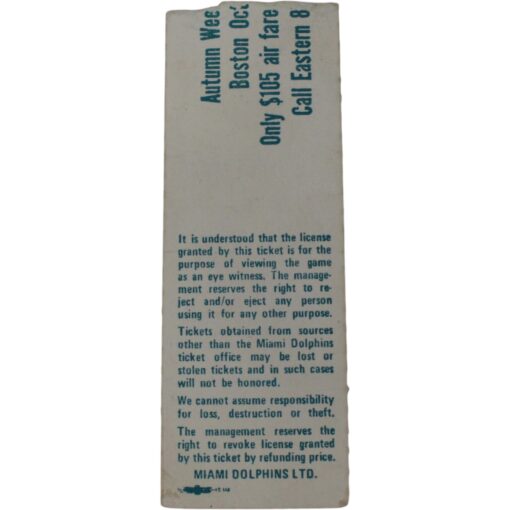 Autumn Wee
Boston Oct
Only $105 air fare
Call Eastern 8
It is understood that the license
granted by this ticket is for the
purpose of viewing the game
as an eye witness. The manage-
ment reserves the right to re-
ject and/or eject any person
using it for any other purpose.
Tickets obtained from sources
other than the Miami Dolphins
ticket office may be lost or
stolen tickets and in such cases
will not be honored.
We cannot assume responsibility
for loss, destruction or theft.
The management reserves the
right to revoke license granted
by this ticket by refunding price.
MIAMI DOLPHINS LTD.